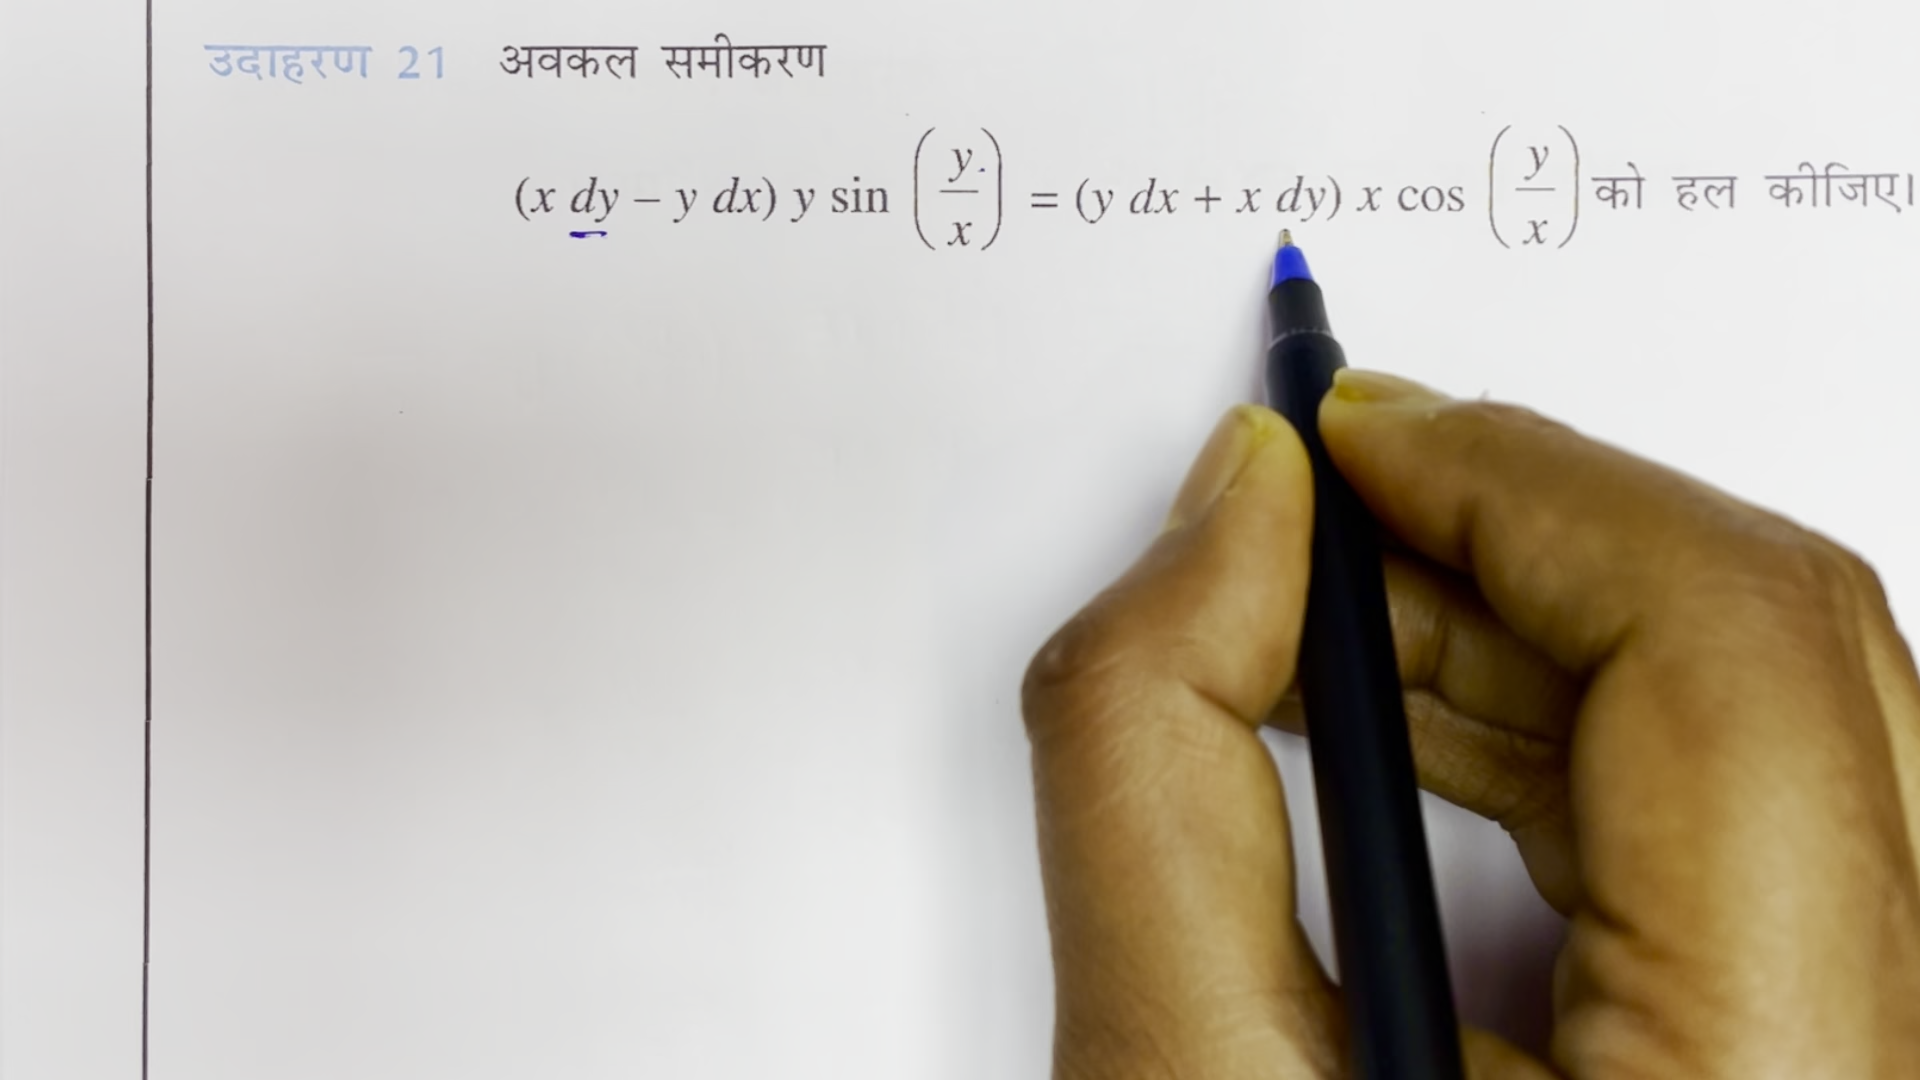 उदाहरण 21 अवकल समीकरण
(x dy – y dx) y sin (y/x) = (y dx + x dy) x cos (y/x) को हल कीजिए।